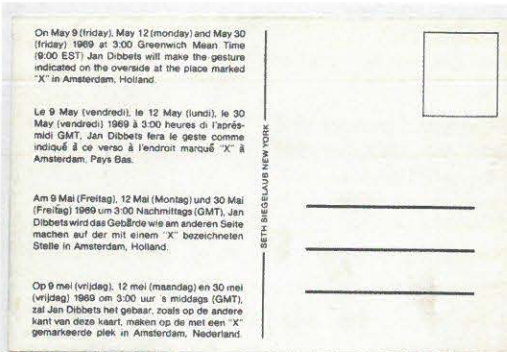 On May 9 (friday), May 12 (monday) and May 30
(friday) 1969 at 3:00 Greenwich Mean Time
(9:00 EST) Jan Dibbets will make the gesture
indicated on the overside at the place marked
"X" in Amsterdam, Holland.
Le 9 May (vendredi), le 12 May (lundi), le 30
May (vendredi) 1969 à 3:00 heures di l'aprés-
midi GMT, Jan Dibbets fera le geste comme
indiqué á ce verso à l'endroit marqué "X" à
Amsterdam, Pays Bas.
Am 9 Mai (Freitag), 12 Mai (Montag) und 30 Mai
(Freitag) 1969 um 3:00 Nachmittags (GMT), Jan
Dibbets wird das Gebärde wie am anderen Seite
machen auf der mit einem "X" bezeichneten
Stelle in Amsterdam, Holland.
Op 9 mei (vrijdag), 12 mei (maandag) en 30 mei
(vrijdag) 1969 om 3:00 uur 's middags (GMT),
zal Jan Dibbets het gebaar, zoals op de andere
kant van deze kaart, maken op de met een "X"
gemarkeerde plek in Amsterdam, Nederland.
SETH SIEGELAUB NEW YORK